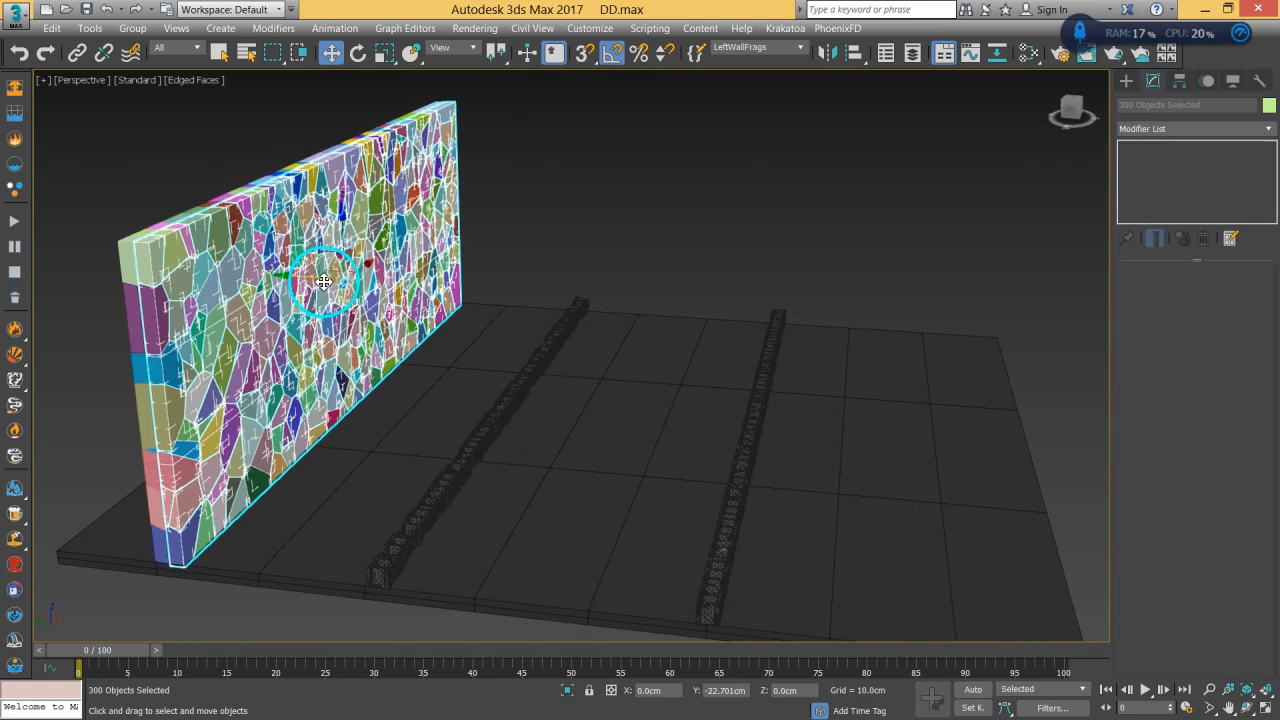 Autodesk 3ds Max 2017 DD.max
Workspace: Default
Type a keyword or phrase
Sign In
3
MAX
Edit Tools Group Views Create Modifiers Animation Graph Editors Rendering Civil View Customize Scripting Content Help Krakatoa PhoenixFD
RAM: 17 % CPU: 20 %
All
View
LeftWallFrags
[+] [Perspective] [Standard] [Edged Faces]
300 Objects Selected
Modifier List
0 / 100
0 5 10 15 20 25 30 35 40 45 50 55 60 65 70 75 80 85 90 95 100
300 Objects Selected
X: 0.0cm Y: -22.701cm Z: 0.0cm Grid = 10.0cm
Auto Selected
Welcome to Ma
Click and drag to select and move objects
Add Time Tag
Set K. Filters... 0